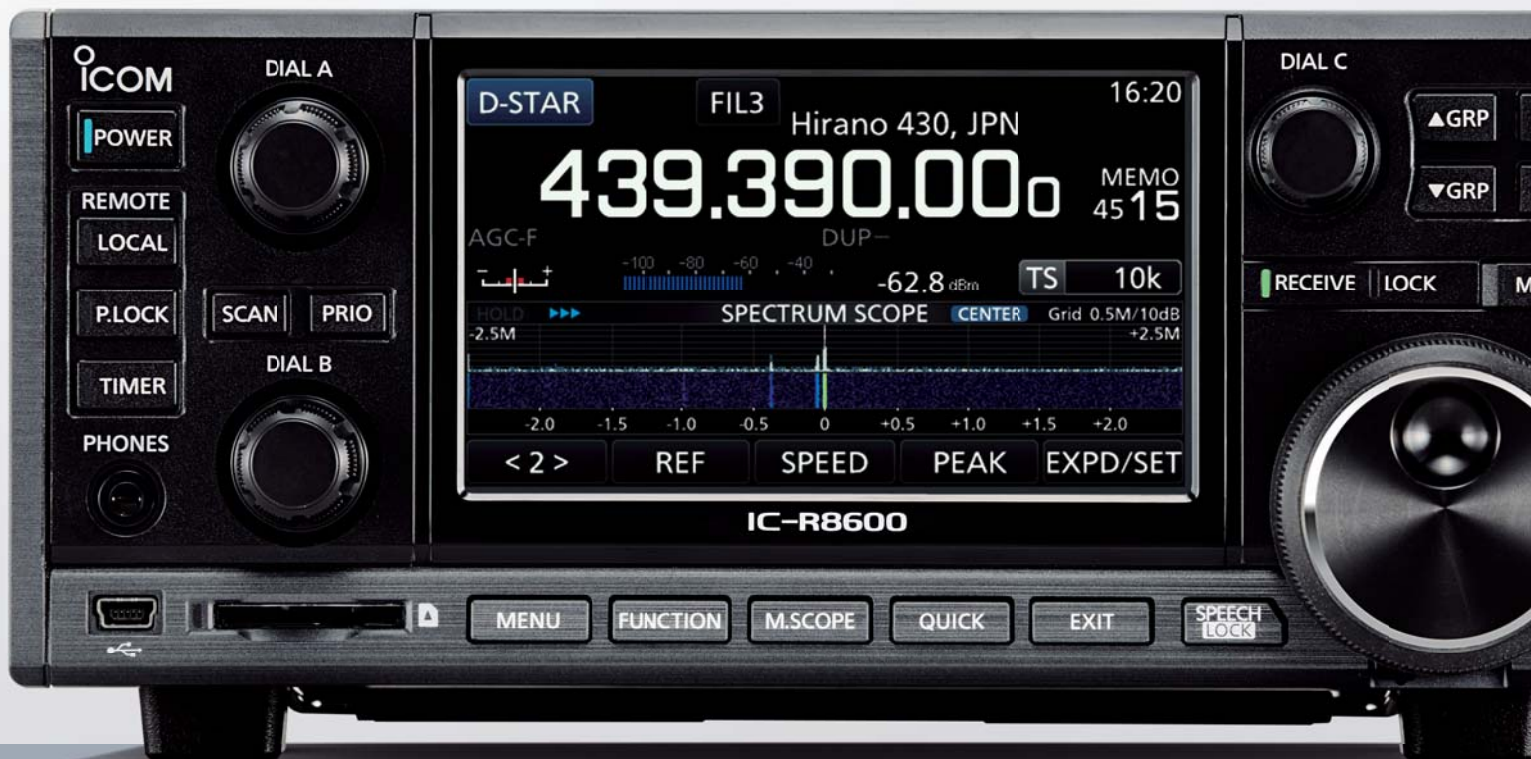 ICOM
POWER
REMOTE
LOCAL
P.LOCK
TIMER
PHONES
DIAL A
SCAN
PRIO
DIAL B
D-STAR FIL3 16:20
Hirano 430, JPN
439.390.000
MEMO
45 15
AGC-F DUP−
− +
-100 -80 -60 -40
-62.8 dBm
TS 10k
HOLD SPECTRUM SCOPE CENTER Grid 0.5M/10dB
-2.5M +2.5M
-2.0 -1.5 -1.0 -0.5 0 +0.5 +1.0 +1.5 +2.0
<2> REF SPEED PEAK EXPD/SET
IC-R8600
DIAL C
▲GRP
▼GRP
RECEIVE LOCK M
MENU FUNCTION M.SCOPE QUICK EXIT
SPEECH
LOCK